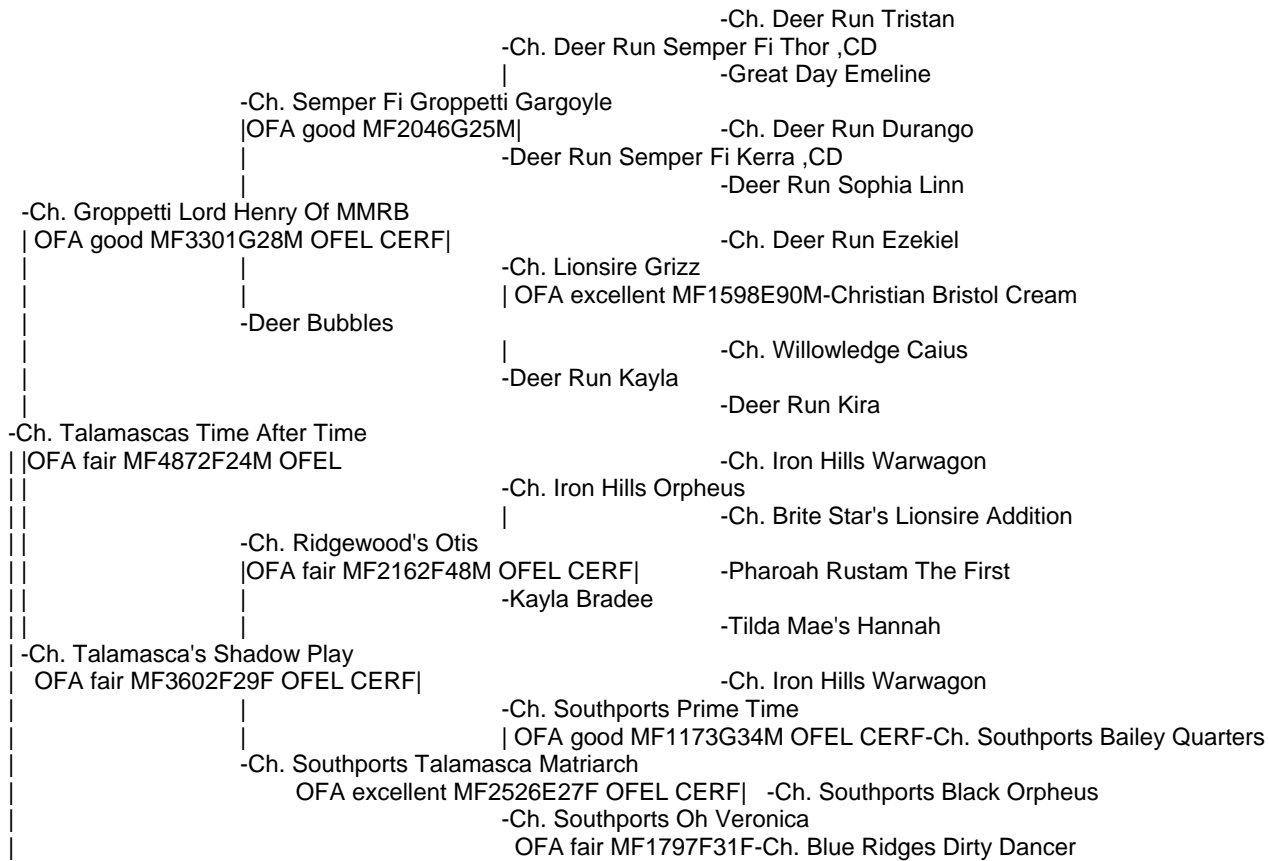 -Ch. Deer Run Tristan
-Ch. Deer Run Semper Fi Thor ,CD
| -Great Day Emeline
-Ch. Semper Fi Groppetti Gargoyle
|OFA good MF2046G25M| -Ch. Deer Run Durango
| -Deer Run Semper Fi Kerra ,CD
| -Deer Run Sophia Linn
-Ch. Groppetti Lord Henry Of MMRB
| OFA good MF3301G28M OFEL CERF| -Ch. Deer Run Ezekiel
| | -Ch. Lionsire Grizz
| | | OFA excellent MF1598E90M-Christian Bristol Cream
| -Deer Bubbles
| | -Ch. Willowledge Caius
| -Deer Run Kayla
| -Deer Run Kira
-Ch. Talamascas Time After Time
| |OFA fair MF4872F24M OFEL -Ch. Iron Hills Warwagon
| | -Ch. Iron Hills Orpheus
| | | -Ch. Brite Star's Lionsire Addition
| | -Ch. Ridgewood's Otis
| | |OFA fair MF2162F48M OFEL CERF| -Pharoah Rustam The First
| | | -Kayla Bradee
| | | -Tilda Mae's Hannah
| -Ch. Talamasca's Shadow Play
| OFA fair MF3602F29F OFEL CERF| -Ch. Iron Hills Warwagon
| | -Ch. Southports Prime Time
| | | OFA good MF1173G34M OFEL CERF-Ch. Southports Bailey Quarters
| -Ch. Southports Talamasca Matriarch
| OFA excellent MF2526E27F OFEL CERF| -Ch. Southports Black Orpheus
| -Ch. Southports Oh Veronica
| OFA fair MF1797F31F-Ch. Blue Ridges Dirty Dancer